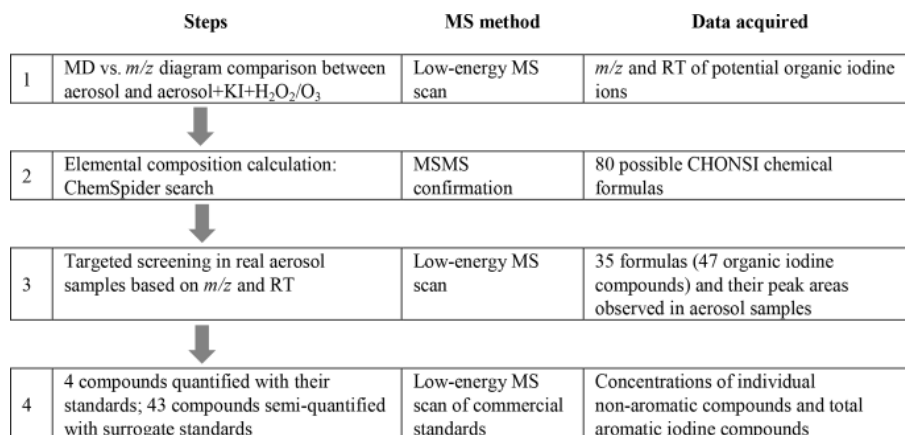 Steps MS method Data acquired
1 MD vs. m/z diagram comparison between Low-energy MS m/z and RT of potential organic iodine
aerosol and aerosol+KI+H₂O₂/O₃ scan ions
2 Elemental composition calculation: MSMS 80 possible CHONSI chemical
ChemSpider search confirmation formulas
3 Targeted screening in real aerosol Low-energy MS 35 formulas (47 organic iodine
samples based on m/z and RT scan compounds) and their peak areas
observed in aerosol samples
4 4 compounds quantified with their Low-energy MS Concentrations of individual
standards; 43 compounds semi-quantified scan of commercial non-aromatic compounds and total
with surrogate standards standards aromatic iodine compounds